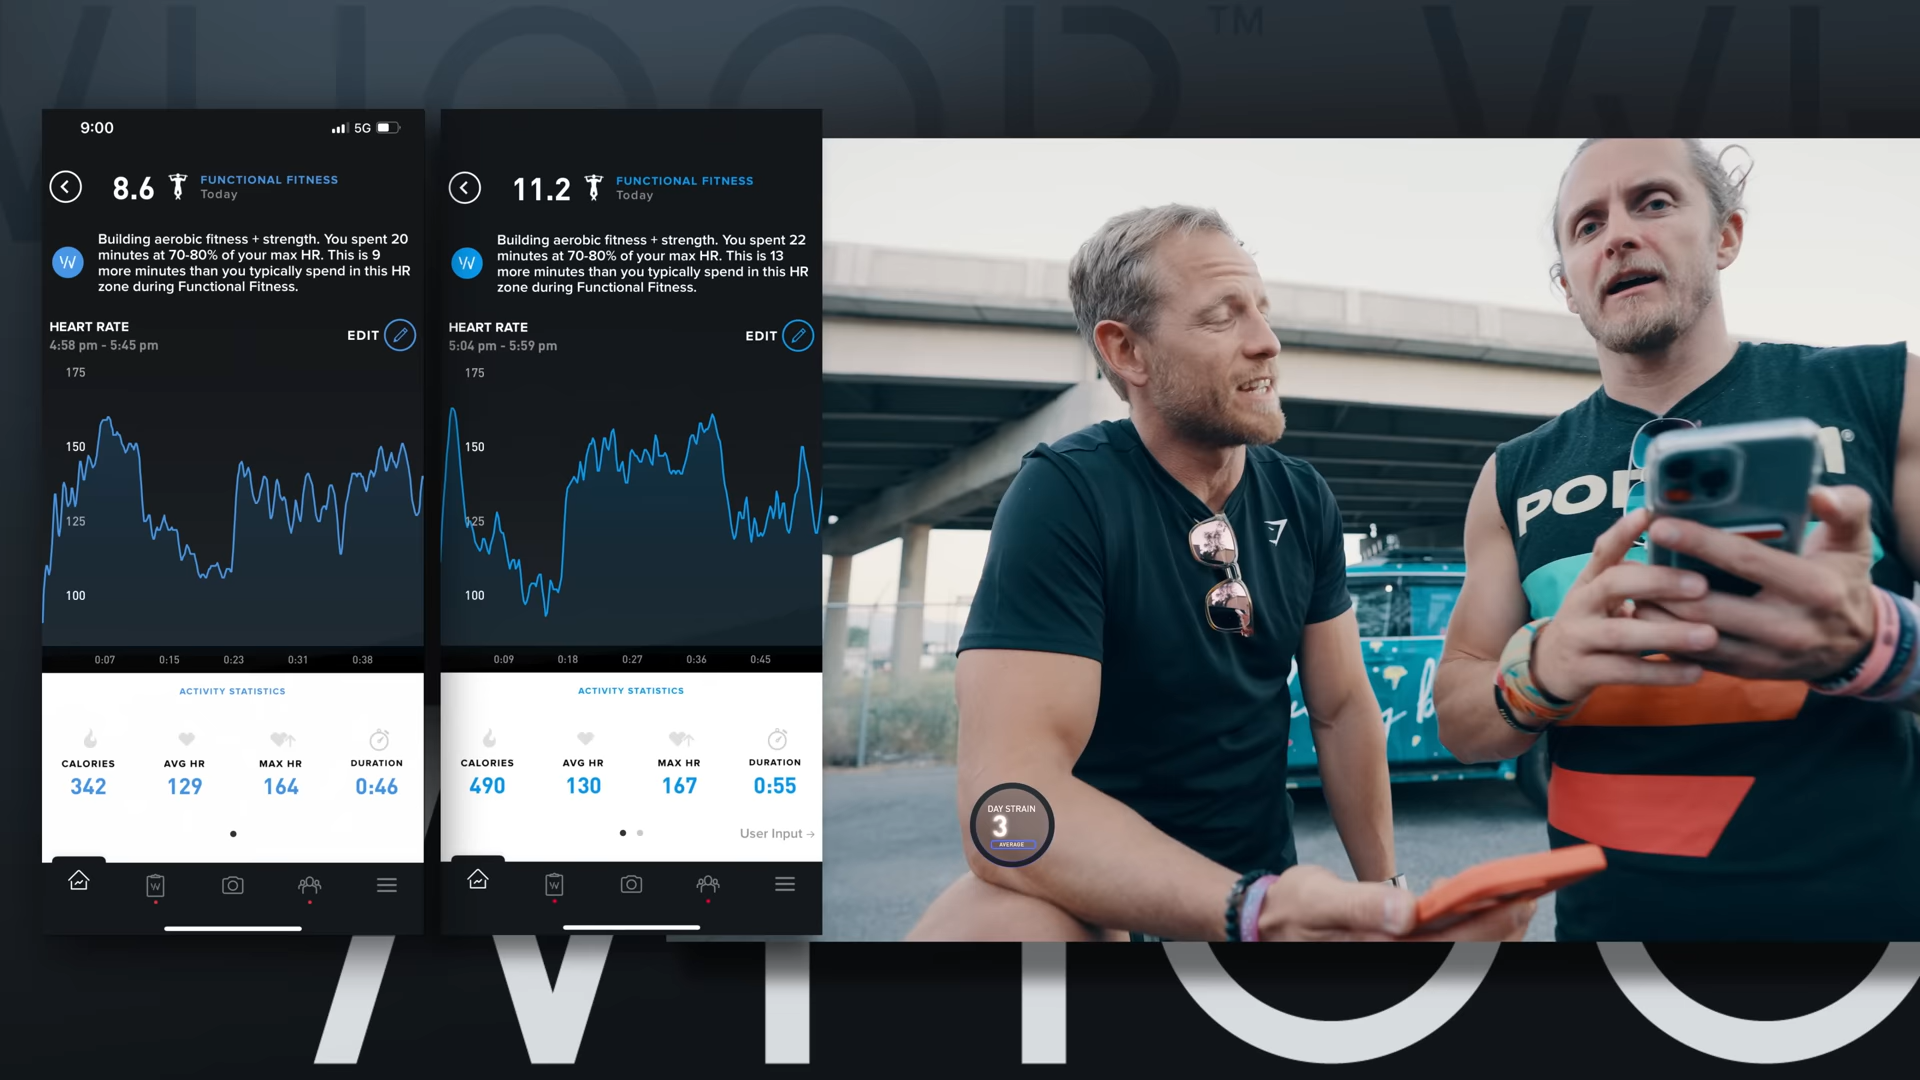 WHOOP™ WH
9:00
5G
8.6
FUNCTIONAL FITNESS
Today
Building aerobic fitness + strength. You spent 20
minutes at 70-80% of your max HR. This is 9
more minutes than you typically spend in this HR
zone during Functional Fitness.
HEART RATE
4:58 pm - 5:45 pm
EDIT
175
150
125
100
0:07 0:15 0:23 0:31 0:38
ACTIVITY STATISTICS
CALORIES AVG HR MAX HR DURATION
342 129 164 0:46
11.2
FUNCTIONAL FITNESS
Today
Building aerobic fitness + strength. You spent 22
minutes at 70-80% of your max HR. This is 13
more minutes than you typically spend in this HR
zone during Functional Fitness.
HEART RATE
5:04 pm - 5:59 pm
EDIT
175
150
125
100
0:09 0:18 0:27 0:36 0:45
ACTIVITY STATISTICS
CALORIES AVG HR MAX HR DURATION
490 130 167 0:55
User Input →
DAY STRAIN
3
AVERAGE
WHOO